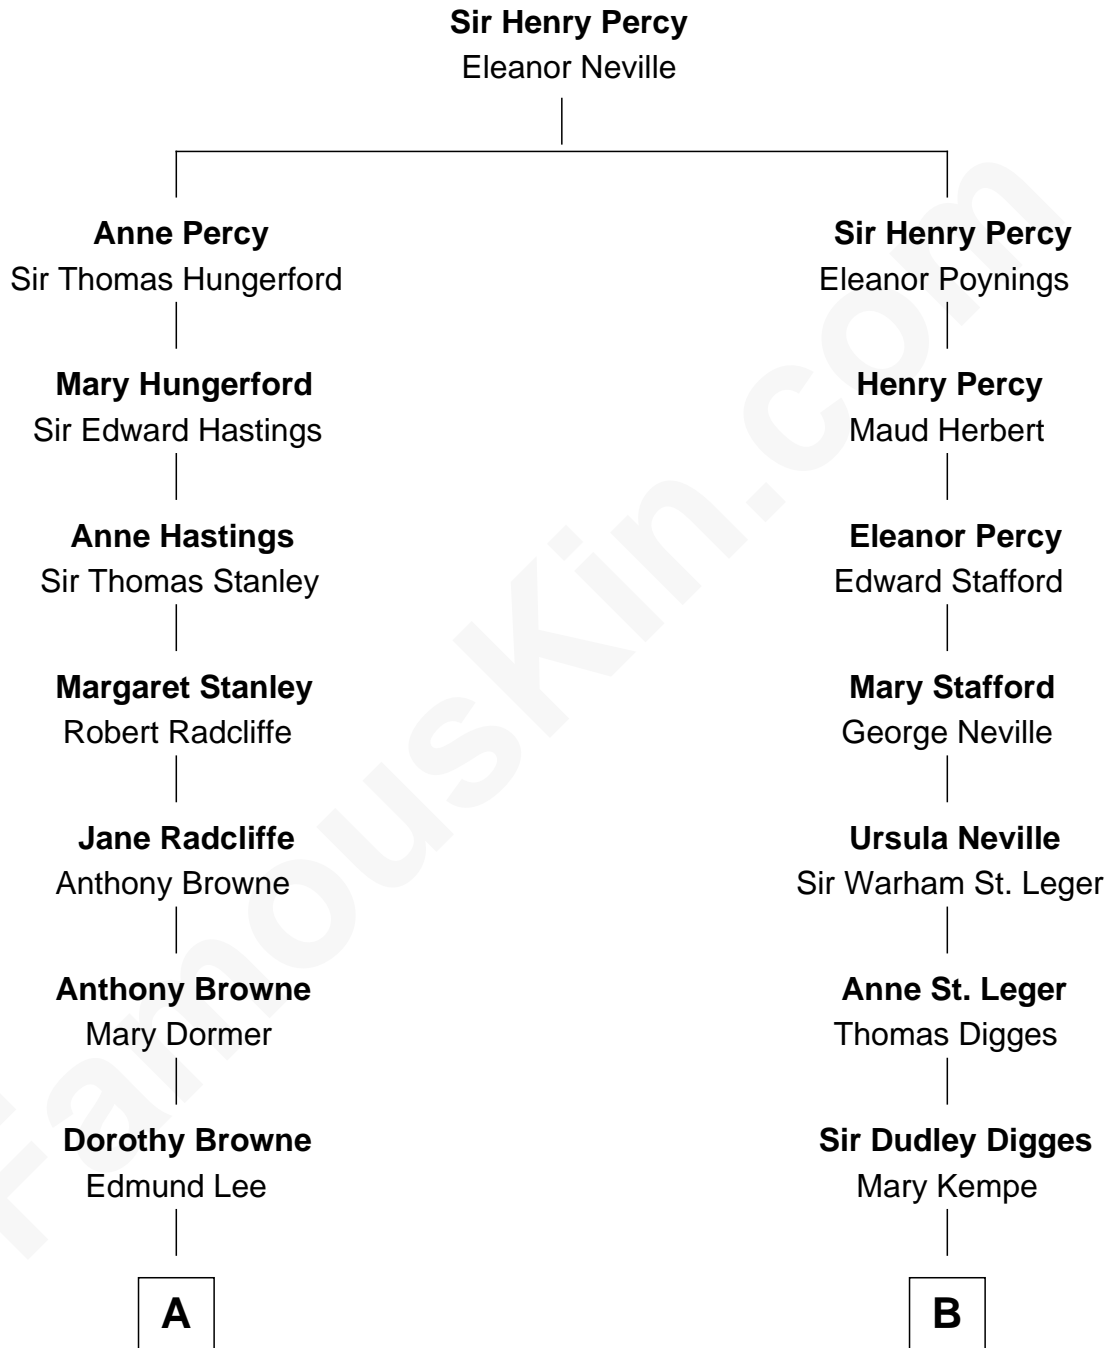 Sir Henry Percy
Eleanor Neville
Anne Percy
Sir Thomas Hungerford
Sir Henry Percy
Eleanor Poynings
Mary Hungerford
Sir Edward Hastings
Henry Percy
Maud Herbert
Anne Hastings
Sir Thomas Stanley
Eleanor Percy
Edward Stafford
Margaret Stanley
Robert Radcliffe
Mary Stafford
George Neville
Jane Radcliffe
Anthony Browne
Ursula Neville
Sir Warham St. Leger
Anthony Browne
Mary Dormer
Anne St. Leger
Thomas Digges
Dorothy Browne
Edmund Lee
Sir Dudley Digges
Mary Kempe
A
B
FamousKin.com